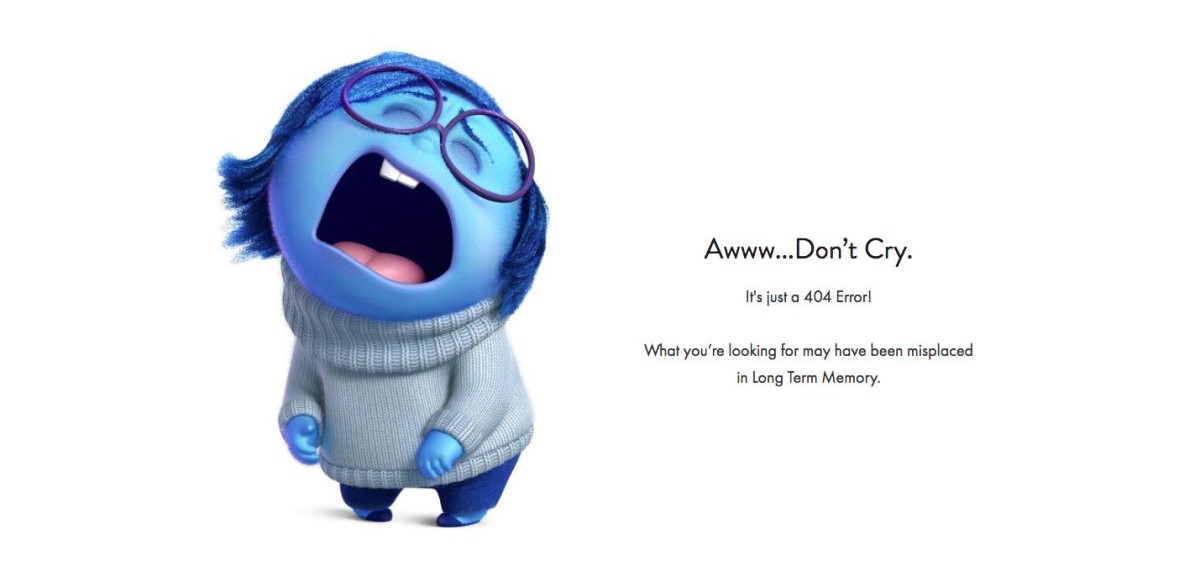 Awww...Don’t Cry.
It's just a 404 Error!
What you’re looking for may have been misplaced
in Long Term Memory.